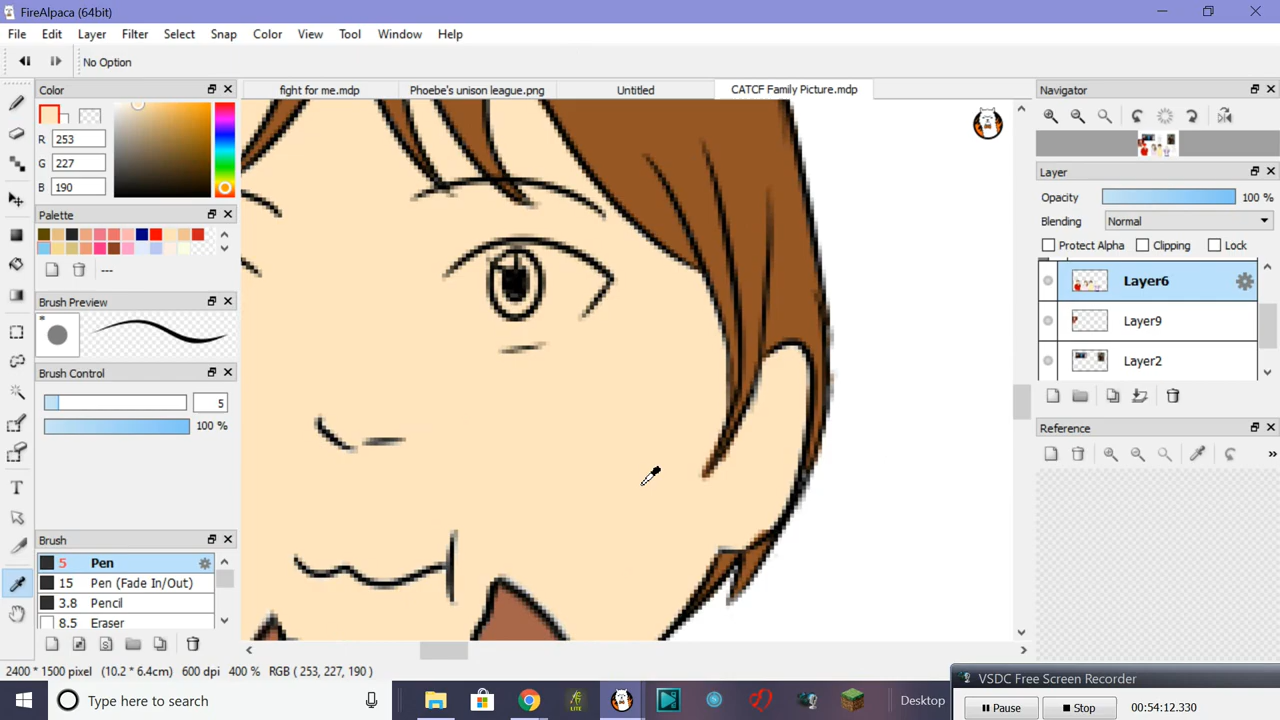 FireAlpaca (64bit)
File Edit Layer Filter Select Snap Color View Tool Window Help
No Option
Color
fight for me.mdp
Phoebe's unison league.png
Untitled
CATCF Family Picture.mdp
Navigator
R 253
G 227
B 190
Layer
Opacity 100 %
Blending Normal
Palette
Protect Alpha Clipping Lock
---
Layer6
Brush Preview
Layer9
Layer2
Brush Control
5
100 %
Reference
Brush
5 Pen
15 Pen (Fade In/Out)
3.8 Pencil
8.5 Eraser
2400 * 1500 pixel (10.2 * 6.4cm) 600 dpi 400 % RGB ( 253, 227, 190 )
VSDC Free Screen Recorder
Type here to search
LIVE
Desktop
Pause
Stop
00:54:12.330